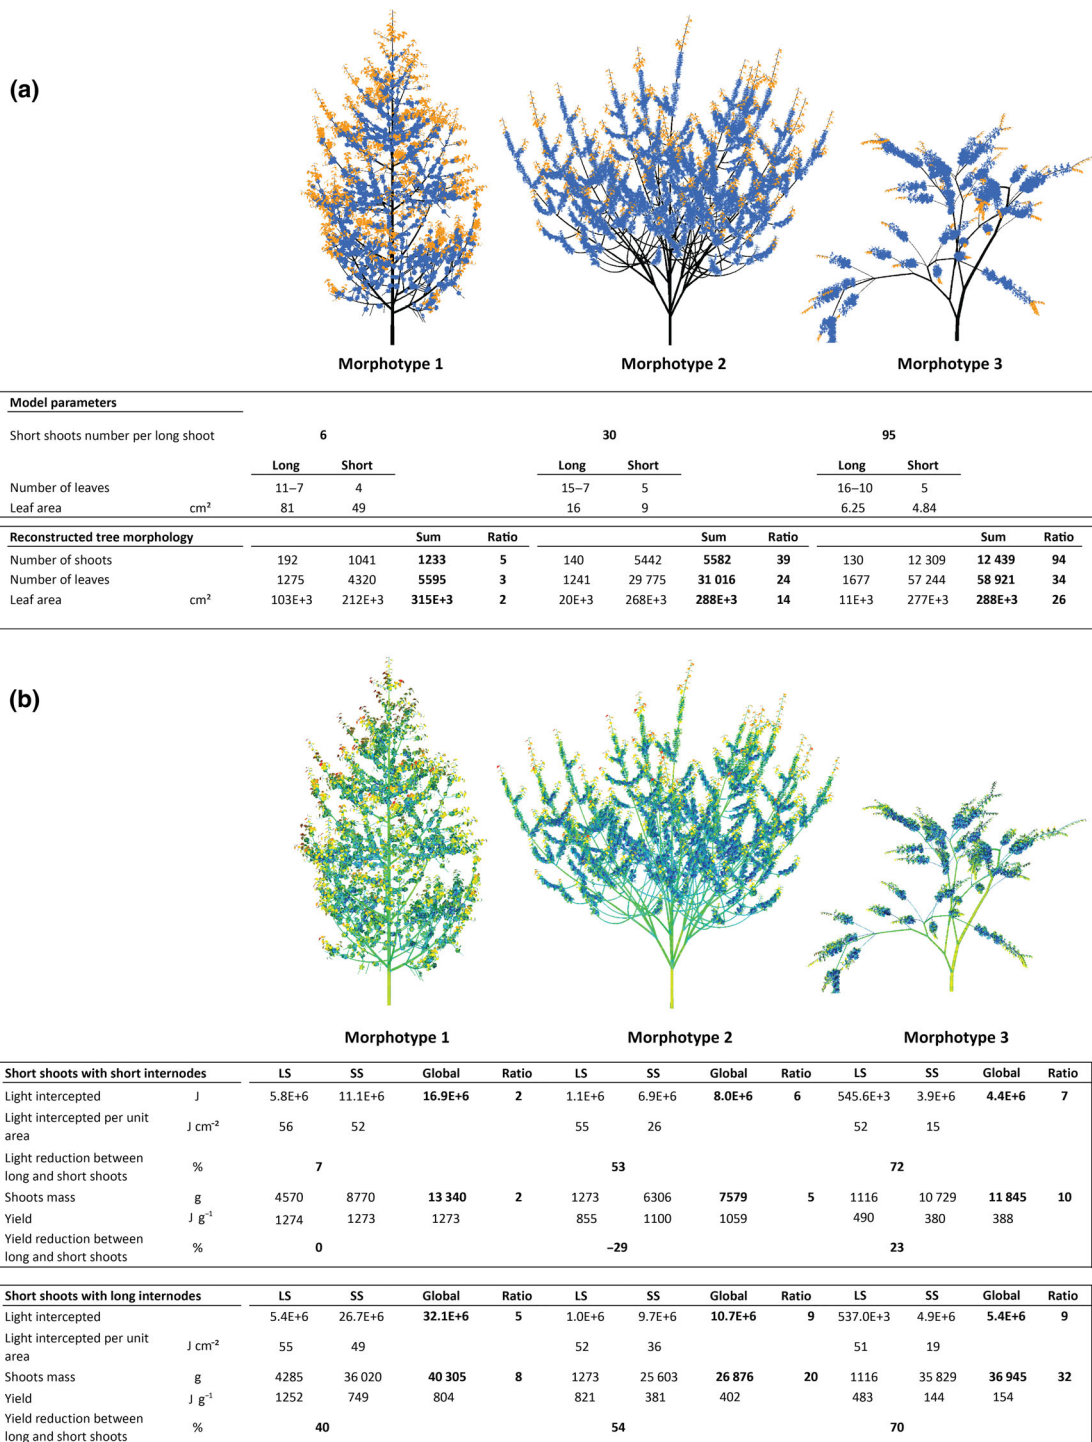 (a)
Morphotype 1 Morphotype 2 Morphotype 3
Model parameters
Short shoots number per long shoot 6 30 95
Long Short Long Short Long Short
Number of leaves 11–7 4 15–7 5 16–10 5
Leaf area cm² 81 49 16 9 6.25 4.84
Reconstructed tree morphology Sum Ratio Sum Ratio Sum Ratio
Number of shoots 192 1041 1233 5 140 5442 5582 39 130 12 309 12 439 94
Number of leaves 1275 4320 5595 3 1241 29 775 31 016 24 1677 57 244 58 921 34
Leaf area cm² 103E+3 212E+3 315E+3 2 20E+3 268E+3 288E+3 14 11E+3 277E+3 288E+3 26
(b)
Morphotype 1 Morphotype 2 Morphotype 3
Short shoots with short internodes LS SS Global Ratio LS SS Global Ratio LS SS Global Ratio
Light intercepted J 5.8E+6 11.1E+6 16.9E+6 2 1.1E+6 6.9E+6 8.0E+6 6 545.6E+3 3.9E+6 4.4E+6 7
Light intercepted per unit
area J cm⁻² 56 52 55 26 52 15
Light reduction between
long and short shoots % 7 53 72
Shoots mass g 4570 8770 13 340 2 1273 6306 7579 5 1116 10 729 11 845 10
Yield J g⁻¹ 1274 1273 1273 855 1100 1059 490 380 388
Yield reduction between
long and short shoots % 0 –29 23
Short shoots with long internodes LS SS Global Ratio LS SS Global Ratio LS SS Global Ratio
Light intercepted 5.4E+6 26.7E+6 32.1E+6 5 1.0E+6 9.7E+6 10.7E+6 9 537.0E+3 4.9E+6 5.4E+6 9
Light intercepted per unit
area J cm⁻² 55 49 52 36 51 19
Shoots mass g 4285 36 020 40 305 8 1273 25 603 26 876 20 1116 35 829 36 945 32
Yield J g⁻¹ 1252 749 804 821 381 402 483 144 154
Yield reduction between
long and short shoots % 40 54 70